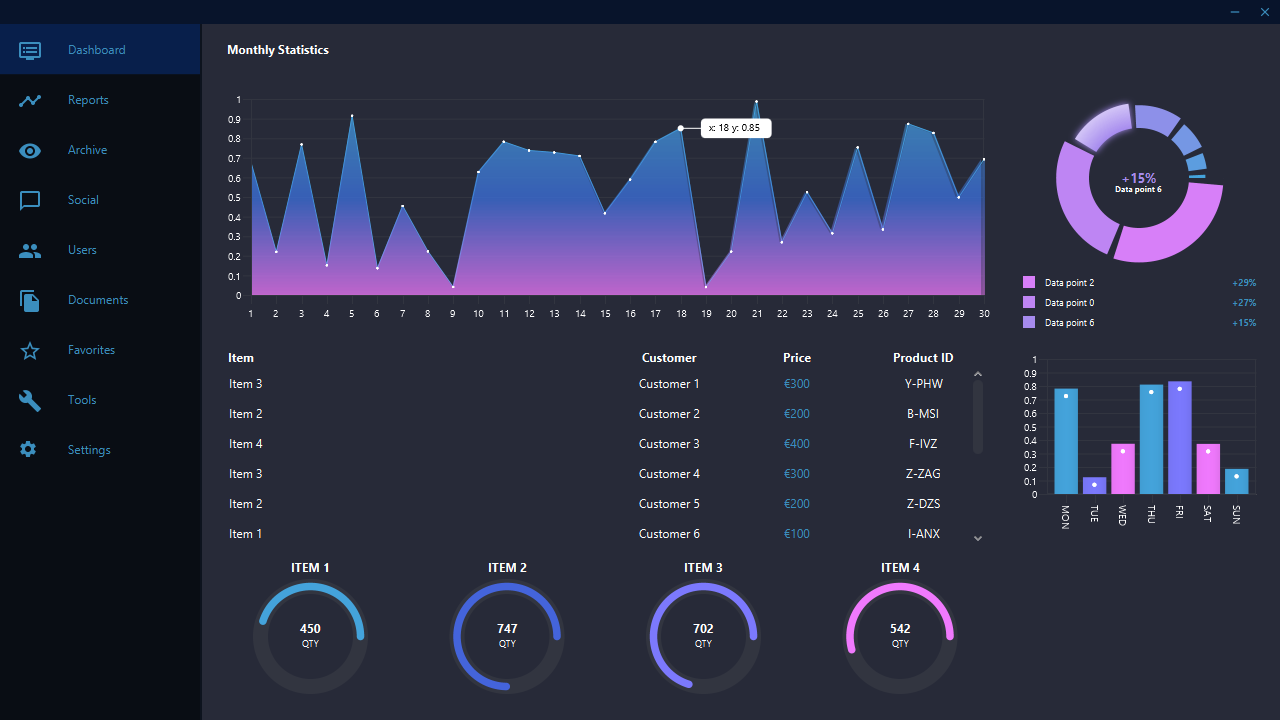 Dashboard
Reports
Archive
Social
Users
Documents
Favorites
Tools
Settings
Monthly Statistics
1
0.9
0.8
0.7
0.6
0.5
0.4
0.3
0.2
0.1
0
x: 18 y: 0.85
1 2 3 4 5 6 7 8 9 10 11 12 13 14 15 16 17 18 19 20 21 22 23 24 25 26 27 28 29 30
+15%
Data point 6
Data point 2 +29%
Data point 0 +27%
Data point 6 +15%
Item Customer Price Product ID
Item 3 Customer 1 €300 Y-PHW
Item 2 Customer 2 €200 B-MSI
Item 4 Customer 3 €400 F-IVZ
Item 3 Customer 4 €300 Z-ZAG
Item 2 Customer 5 €200 Z-DZS
Item 1 Customer 6 €100 I-ANX
1
0.9
0.8
0.7
0.6
0.5
0.4
0.3
0.2
0.1
0
MON TUE WED THU FRI SAT SUN
ITEM 1
450
QTY
ITEM 2
747
QTY
ITEM 3
702
QTY
ITEM 4
542
QTY